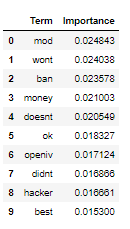 Term Importance
0 mod 0.024843
1 wont 0.024038
2 ban 0.023578
3 money 0.021003
4 doesnt 0.020549
5 ok 0.018327
6 openiv 0.017124
7 didnt 0.016866
8 hacker 0.016661
9 best 0.015300